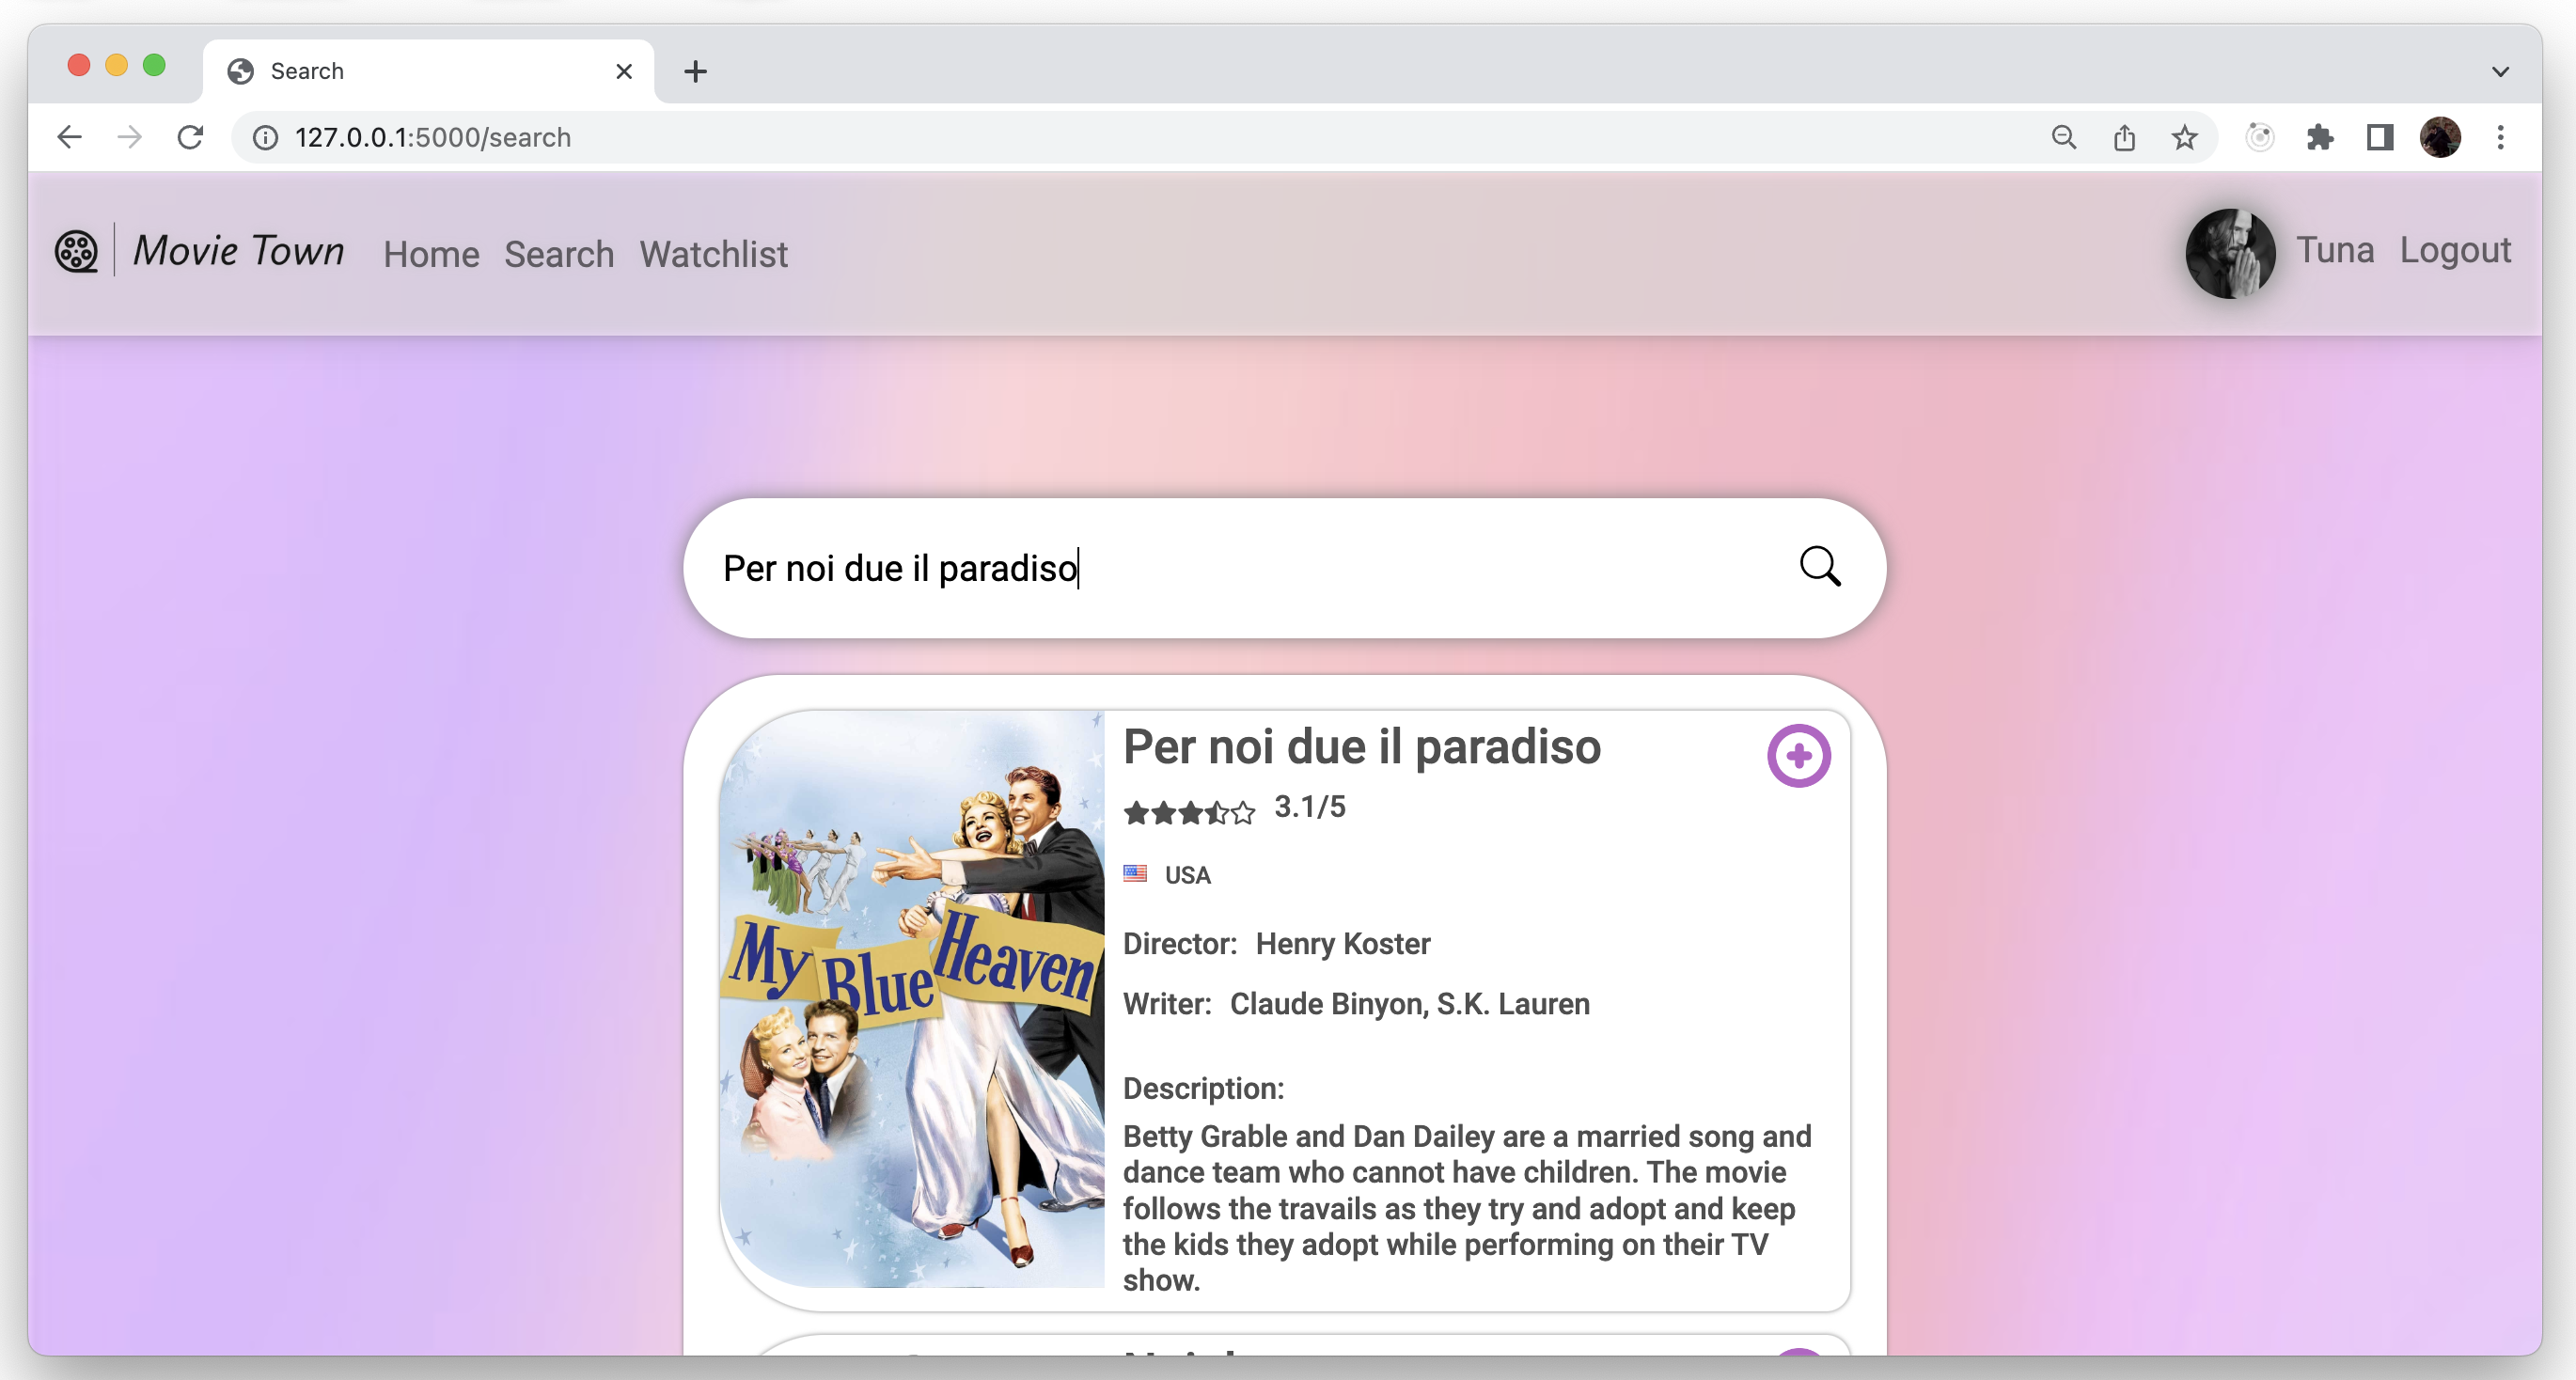 Search
127.0.0.1:5000/search
Movie Town
Home Search Watchlist
Tuna Logout
Per noi due il paradiso
Per noi due il paradiso
3.1/5
USA
Director: Henry Koster
Writer: Claude Binyon, S.K. Lauren
Description:
Betty Grable and Dan Dailey are a married song and
dance team who cannot have children. The movie
follows the travails as they try and adopt and keep
the kids they adopt while performing on their TV
show.
My Blue Heaven